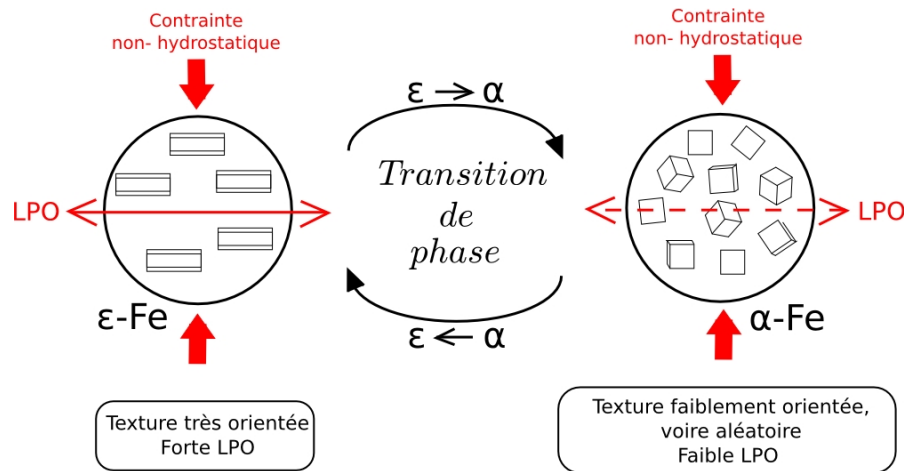 Contrainte
non- hydrostatique
Contrainte
non- hydrostatique
ε → α
Transition
de
phase
LPO
LPO
ε-Fe
α-Fe
ε ← α
Texture très orientée
Forte LPO
Texture faiblement orientée,
voire aléatoire
Faible LPO